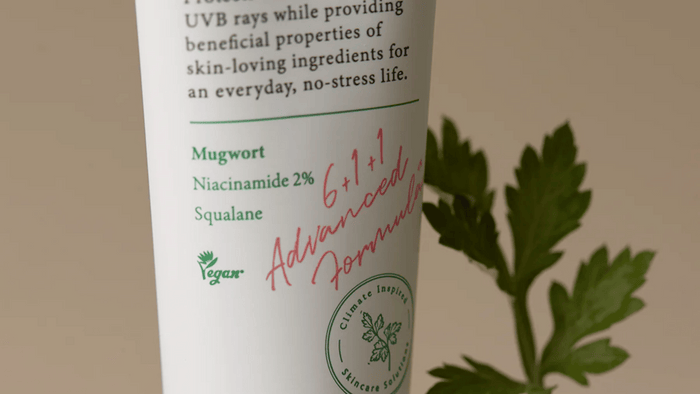 UVB rays while providing
beneficial properties of
skin-loving ingredients for
an everyday, no-stress life.
Mugwort
Niacinamide 2%
Squalane
6+1+1
Advanced
Formula
Vegan
Climate Inspired
Skincare Solutions